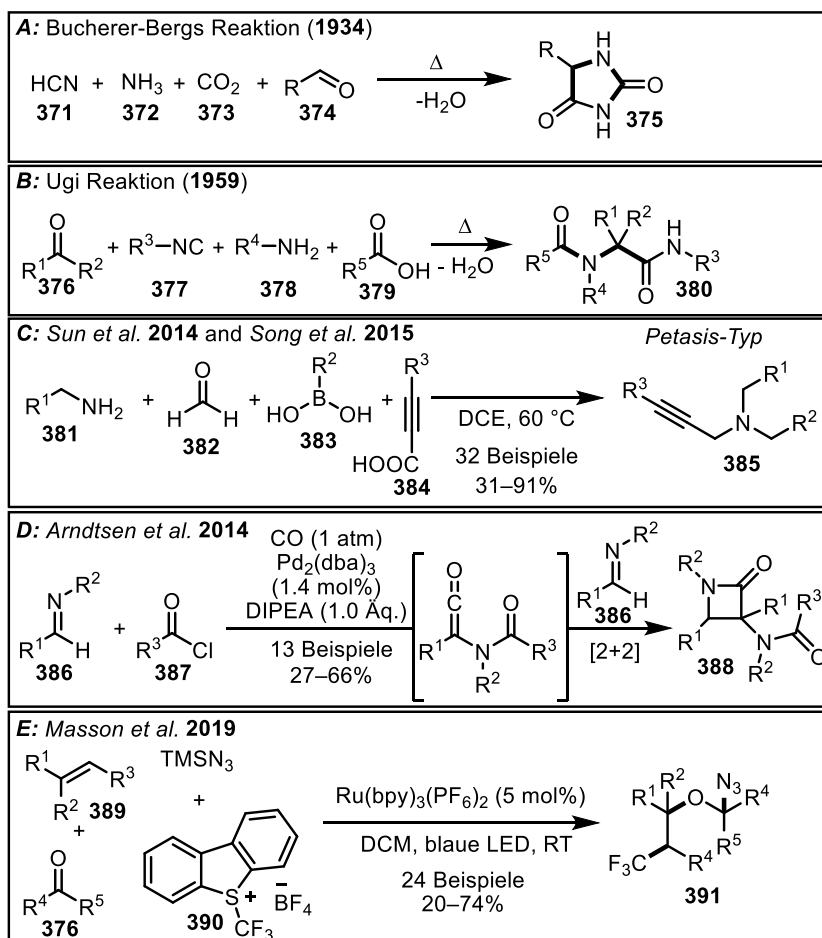 A: Bucherer-Bergs Reaktion (1934)
HCN + NH3 + CO2 + R O
371 372 373 374
Δ
-H2O
R H N O O N H 375
B: Ugi Reaktion (1959)
O R1 R2 + R3 NC + R4 NH2 + O R5 OH
376 377 378 379
Δ
- H2O
O R5 N R4 R1 R2 O H N R3 380
C: Sun et al. 2014 and Song et al. 2015
Petasis-Typ
R1 NH2 + O H H + R2 B HO OH + R3 HOOC
381 382 383 384
DCE, 60 °C
32 Beispiele
31–91%
R3 N R1 R2
385
D: Arndtsen et al. 2014
N R2 R1 H + O R3 Cl
386 387
CO (1 atm)
Pd2(dba)3
(1.4 mol%)
DIPEA (1.0 Äq.)
13 Beispiele
27–66%
O R1 N R2 O R3
N R2 R1 H
386
[2+2]
R2 N O R1 R1 N R2 R3 O
388
E: Masson et al. 2019
R1 R2 R3 389
+
O R4 R5
376
TMSN3
+
S + CF3 − BF4
390
Ru(bpy)3(PF6)2 (5 mol%)
DCM, blaue LED, RT
24 Beispiele
20–74%
R1 R2 O N3 R4 R5 F3C R4
391